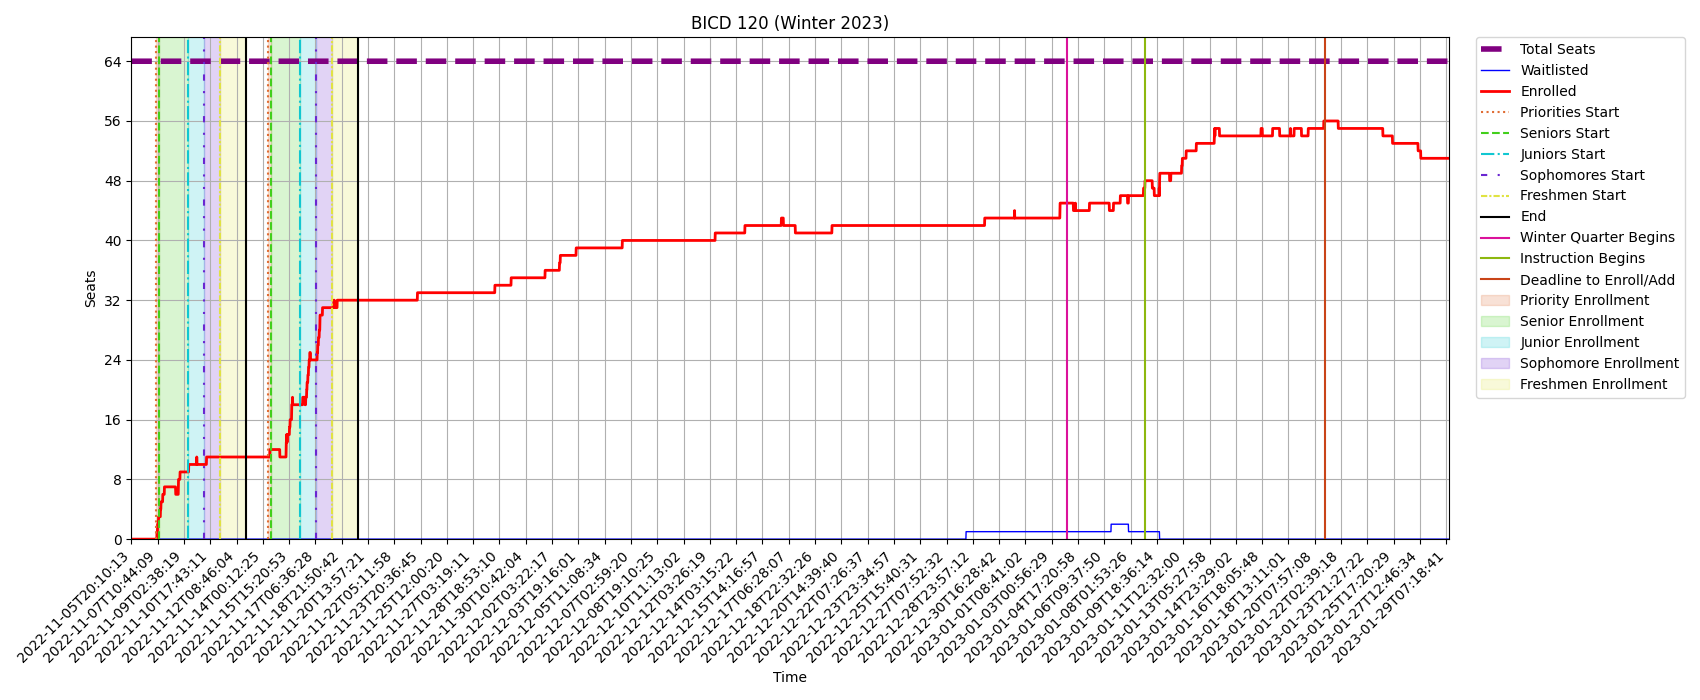 BICD 120 (Winter 2023)
Seats
64
56
48
40
32
24
16
8
0
2022-11-05T20:10:13
2022-11-07T10:44:09
2022-11-09T02:38:19
2022-11-10T17:43:11
2022-11-12T08:46:04
2022-11-14T00:12:25
2022-11-15T15:20:53
2022-11-17T06:36:28
2022-11-18T21:50:42
2022-11-20T13:57:21
2022-11-22T05:11:58
2022-11-23T20:36:45
2022-11-25T12:00:20
2022-11-27T03:19:11
2022-11-28T18:53:10
2022-11-30T10:42:04
2022-12-02T03:22:17
2022-12-03T19:16:01
2022-12-05T11:08:34
2022-12-07T02:59:20
2022-12-08T19:10:25
2022-12-10T11:13:02
2022-12-12T03:26:19
2022-12-14T03:15:22
2022-12-15T14:16:57
2022-12-17T06:28:07
2022-12-18T22:32:26
2022-12-20T14:39:40
2022-12-22T07:26:37
2022-12-23T23:34:57
2022-12-25T15:40:31
2022-12-27T07:52:32
2022-12-28T23:57:12
2022-12-30T16:28:42
2023-01-01T08:41:02
2023-01-03T00:56:29
2023-01-04T17:20:58
2023-01-06T09:37:50
2023-01-08T01:53:26
2023-01-09T18:36:14
2023-01-11T12:32:00
2023-01-13T05:27:58
2023-01-14T23:29:02
2023-01-16T18:05:48
2023-01-18T13:11:01
2023-01-20T07:57:08
2023-01-22T02:39:18
2023-01-23T21:27:22
2023-01-25T17:20:29
2023-01-27T12:46:34
2023-01-29T07:18:41
Time
Total Seats
Waitlisted
Enrolled
Priorities Start
Seniors Start
Juniors Start
Sophomores Start
Freshmen Start
End
Winter Quarter Begins
Instruction Begins
Deadline to Enroll/Add
Priority Enrollment
Senior Enrollment
Junior Enrollment
Sophomore Enrollment
Freshmen Enrollment